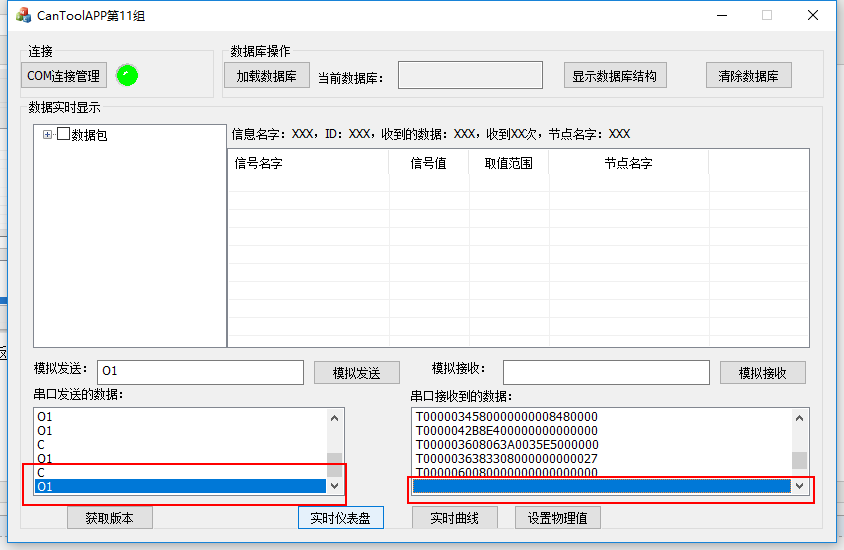 CanToolAPP第11组
连接
数据库操作
COM连接管理
加载数据库
当前数据库：
显示数据库结构
清除数据库
数据实时显示
数据包
信息名字：XXX，ID：XXX，收到的数据：XXX，收到XX次，节点名字：XXX
信号名字 信号值 取值范围 节点名字
模拟发送：
O1
模拟发送
模拟接收：
模拟接收
串口发送的数据：
O1
O1
C
O1
C
O1
串口接收到的数据：
T0000034580000000008480000
T0000042B8E40000000000000
T000003608063A0035E5000000
T0000036383308000000000027
T0000060080000000000000000
获取版本
实时仪表盘
实时曲线
设置物理值